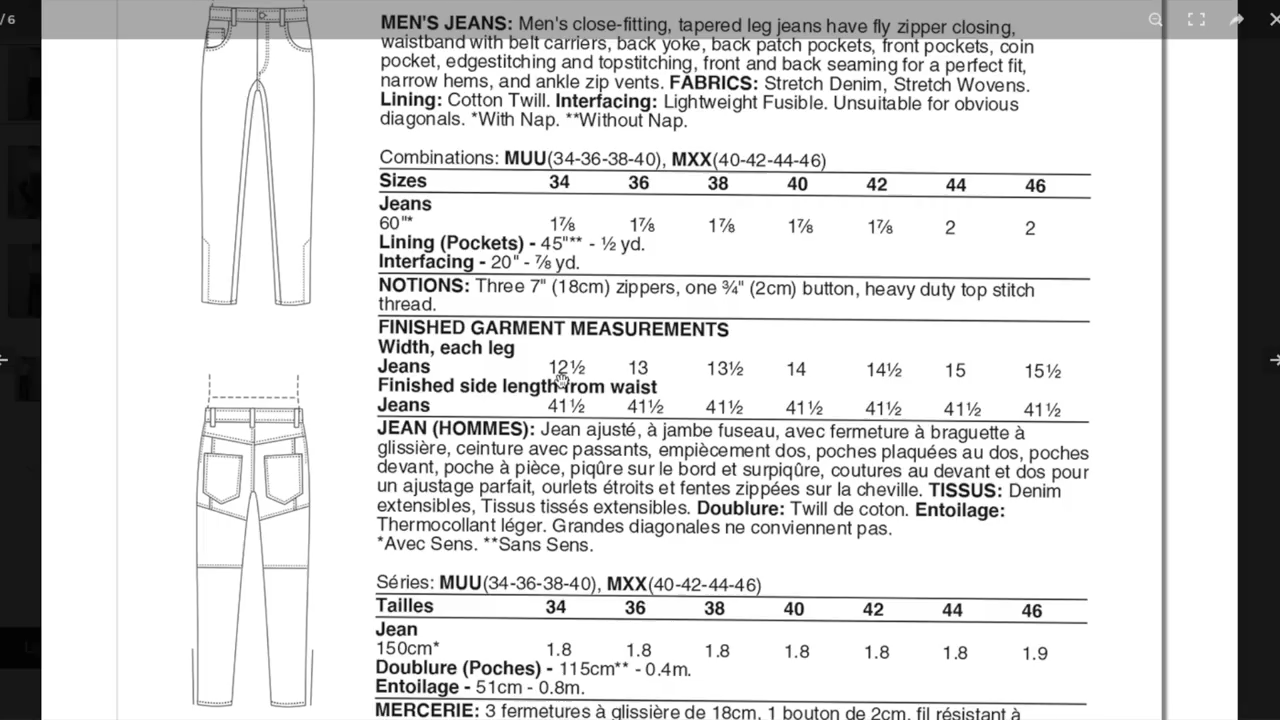 / 6
MEN'S JEANS: Men's close-fitting, tapered leg jeans have fly zipper closing,
waistband with belt carriers, back yoke, back patch pockets, front pockets, coin
pocket, edgestitching and topstitching, front and back seaming for a perfect fit,
narrow hems, and ankle zip vents. FABRICS: Stretch Denim, Stretch Wovens.
Lining: Cotton Twill. Interfacing: Lightweight Fusible. Unsuitable for obvious
diagonals. *With Nap. **Without Nap.
Combinations: MUU(34-36-38-40), MXX(40-42-44-46)
Sizes 34 36 38 40 42 44 46
Jeans
60"* 1⅞ 1⅞ 1⅞ 1⅞ 1⅞ 2 2
Lining (Pockets) - 45"** - ½ yd.
Interfacing - 20" - ⅞ yd.
NOTIONS: Three 7" (18cm) zippers, one ¾" (2cm) button, heavy duty top stitch
thread.
FINISHED GARMENT MEASUREMENTS
Width, each leg
Jeans 12½ 13 13½ 14 14½ 15 15½
Finished side length from waist
Jeans 41½ 41½ 41½ 41½ 41½ 41½ 41½
JEAN (HOMMES): Jean ajusté, à jambe fuseau, avec fermeture à braguette à
glissière, ceinture avec passants, empiècement dos, poches plaquées au dos, poches
devant, poche à pièce, piqûre sur le bord et surpiqûre, coutures au devant et dos pour
un ajustage parfait, ourlets étroits et fentes zippées sur la cheville. TISSUS: Denim
extensibles, Tissus tissés extensibles. Doublure: Twill de coton. Entoilage:
Thermocollant léger. Grandes diagonales ne conviennent pas.
*Avec Sens. **Sans Sens.
Séries: MUU(34-36-38-40), MXX(40-42-44-46)
Tailles 34 36 38 40 42 44 46
Jean
150cm* 1.8 1.8 1.8 1.8 1.8 1.8 1.9
Doublure (Poches) - 115cm** - 0.4m.
Entoilage - 51cm - 0.8m.
MERCERIE: 3 fermetures à glissière de 18cm, 1 bouton de 2cm, fil résistant à